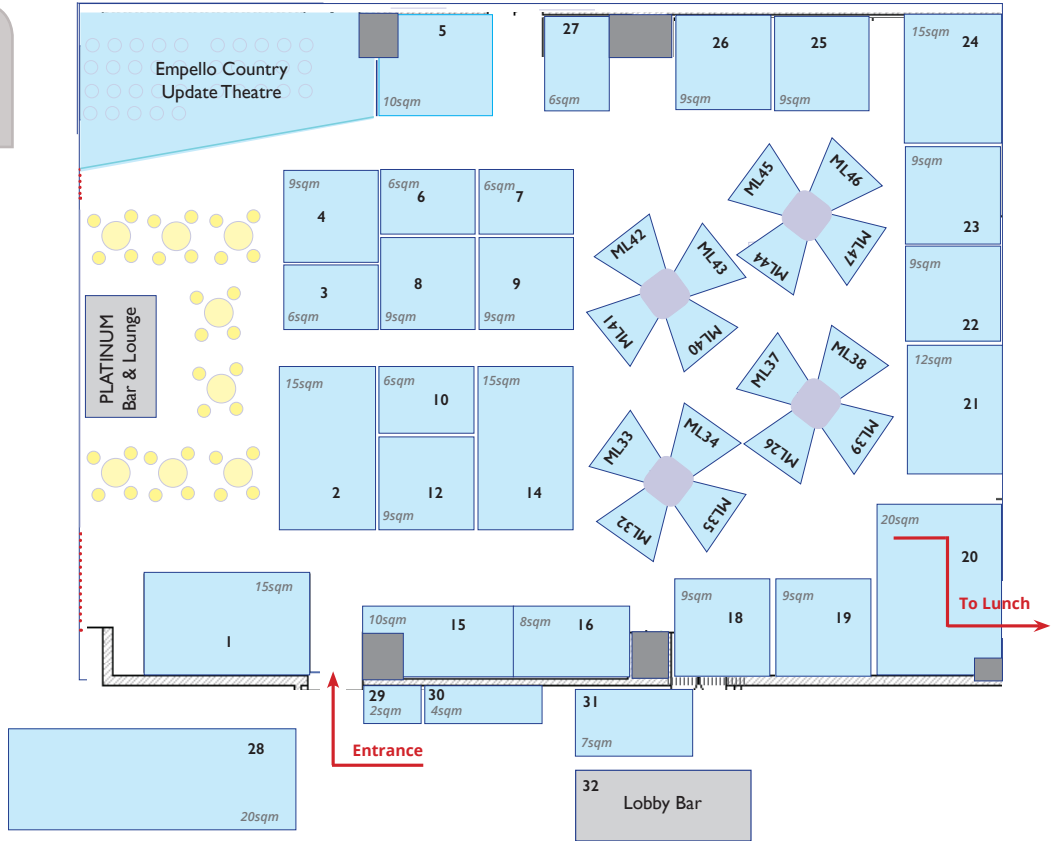 5
10sqm
Empello Country
Update Theatre
27
6sqm
26
9sqm
25
9sqm
15sqm
24
9sqm
4
6sqm
6
6sqm
7
3
6sqm
8
9sqm
9
9sqm
ML45
ML46
ML44
ML47
ML42
ML43
ML41
ML40
9sqm
23
9sqm
22
12sqm
21
PLATINUM
Bar & Lounge
15sqm
2
6sqm
10
12
9sqm
15sqm
14
ML37
ML38
ML26
ML39
ML33
ML34
ML32
ML35
20sqm
20
To Lunch
15sqm
1
10sqm
15
8sqm
16
9sqm
18
9sqm
19
29
2sqm
30
4sqm
31
7sqm
Entrance
28
20sqm
32
Lobby Bar